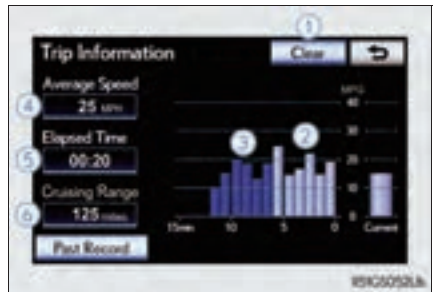 1
Trip Information
Clear
Average Speed
MPG
4
25 MPH
40
Elapsed Time
30
3
2
5
00:20
20
Cruising Range
10
6
125 miles
0
15min
10
5
0
Current
Past Record